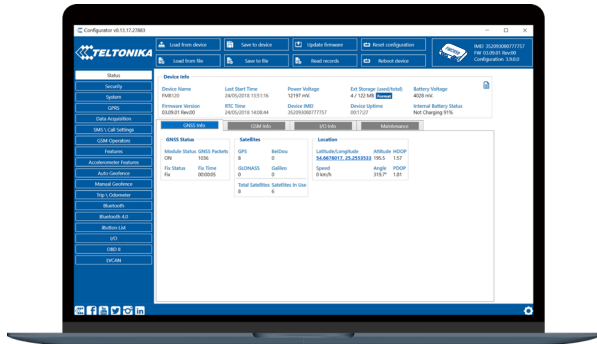 Configurator v0.13.17.27883
TELTONIKA
Load from device
Save to device
Update firmware
Reset configuration
Load from file
Save to file
Read records
Reboot device
IMEI 352093080777757
FW 03.09.01 Rev:00
Configuration 1.9.0.0
Status
Security
System
GPRS
Data Acquisition
SMS \ Call Settings
GSM Operators
Features
Accelerometer Features
Auto Geofence
Manual Geofence
Trip \ Odometer
Bluetooth
Bluetooth 4.0
iButton List
I/O
OBD II
LVCAN
Device Info
Device Name Last Start Time Power Voltage Ext Storage (used/total) Battery Voltage
FMB120 24/05/2018 13:51:16 12197 mV. 4 / 122 MB Format 4028 mV.
Firmware Version RTC Time Device IMEI Device Uptime Internal Battery Status
03.09.01 Rev:00 24/05/2018 14:08:44 352093080777757 00:17:27 Not Charging 91%
GNSS Info GSM Info I/O Info Maintenance
GNSS Status
Module Status GNSS Packets
ON 1036
Fix Status Fix Time
Fix 00:00:05
Satellites
GPS BeiDou
8 0
GLONASS Galileo
0 0
Total Satellites Satellites In Use
8 6
Location
Latitude/Longitude Altitude HDOP
54.6678017, 25.2553533 195.5 1.57
Speed Angle PDOP
0 km/h 319.7° 1.81